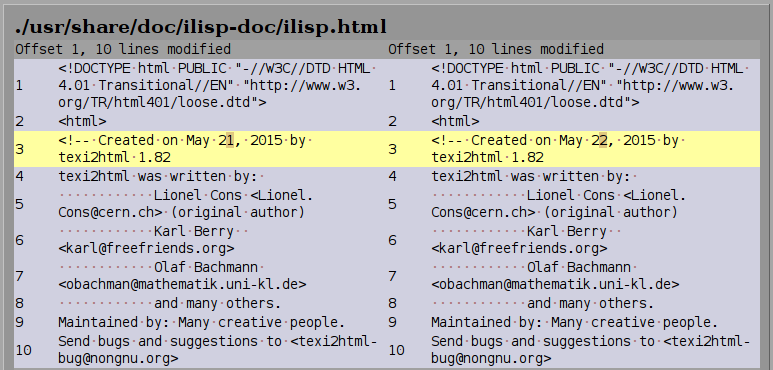 ./usr/share/doc/ilisp-doc/ilisp.html
Offset 1, 10 lines modified
Offset 1, 10 lines modified
1 <!DOCTYPE·html·PUBLIC·"-//W3C//DTD·HTML·
4.01·Transitional//EN"·"http://www.w3.
org/TR/html401/loose.dtd">
2 <html>
3 <!--·Created·on·May·21,·2015·by·
texi2html·1.82
4 texi2html·was·written·by:·
5 ············Lionel·Cons·<Lionel.
Cons@cern.ch>·(original·author)
6 ············Karl·Berry··
<karl@freefriends.org>
7 ············Olaf·Bachmann·
<obachman@mathematik.uni-kl.de>
8 ············and·many·others.
9 Maintained·by:·Many·creative·people.
10 Send·bugs·and·suggestions·to·<texi2html-
bug@nongnu.org>
1 <!DOCTYPE·html·PUBLIC·"-//W3C//DTD·HTML·
4.01·Transitional//EN"·"http://www.w3.
org/TR/html401/loose.dtd">
2 <html>
3 <!--·Created·on·May·22,·2015·by·
texi2html·1.82
4 texi2html·was·written·by:·
5 ············Lionel·Cons·<Lionel.
Cons@cern.ch>·(original·author)
6 ············Karl·Berry··
<karl@freefriends.org>
7 ············Olaf·Bachmann·
<obachman@mathematik.uni-kl.de>
8 ············and·many·others.
9 Maintained·by:·Many·creative·people.
10 Send·bugs·and·suggestions·to·<texi2html-
bug@nongnu.org>